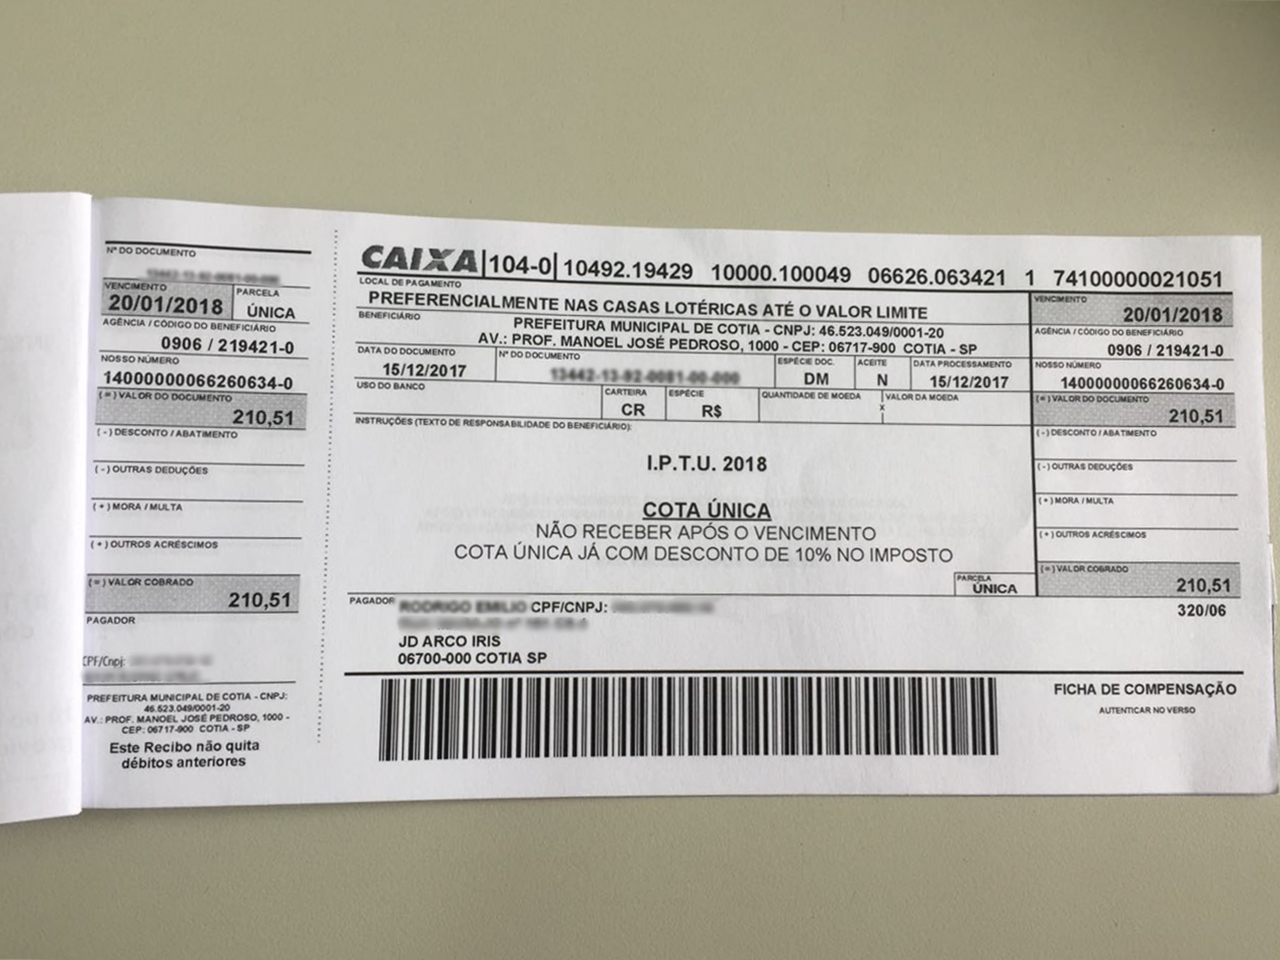 Nº DO DOCUMENTO
VENCIMENTO
20/01/2018
PARCELA
ÚNICA
AGÊNCIA / CÓDIGO DO BENEFICIÁRIO
0906 / 219421-0
NOSSO NÚMERO
14000000066260634-0
(=) VALOR DO DOCUMENTO
210,51
(-) DESCONTO / ABATIMENTO
(-) OUTRAS DEDUÇÕES
(+) MORA / MULTA
(+) OUTROS ACRÉSCIMOS
(=) VALOR COBRADO
210,51
PAGADOR
CPF/Cnpj:
PREFEITURA MUNICIPAL DE COTIA - CNPJ:
46.523.049/0001-20
AV.: PROF. MANOEL JOSÉ PEDROSO, 1000 -
CEP: 06717-900 COTIA - SP
Este Recibo não quita
débitos anteriores
CAIXA |104-0| 10492.19429 10000.100049 06626.063421 1 74100000021051
LOCAL DE PAGAMENTO
PREFERENCIALMENTE NAS CASAS LOTÉRICAS ATÉ O VALOR LIMITE
VENCIMENTO
20/01/2018
BENEFICIÁRIO
PREFEITURA MUNICIPAL DE COTIA - CNPJ: 46.523.049/0001-20
AV.: PROF. MANOEL JOSÉ PEDROSO, 1000 - CEP: 06717-900 COTIA - SP
AGÊNCIA / CÓDIGO DO BENEFICIÁRIO
0906 / 219421-0
DATA DO DOCUMENTO
15/12/2017
Nº DO DOCUMENTO
13442-13-92-0081-00-000
ESPÉCIE DOC.
DM
ACEITE
N
DATA PROCESSAMENTO
15/12/2017
NOSSO NÚMERO
14000000066260634-0
USO DO BANCO
CARTEIRA
CR
ESPÉCIE
R$
QUANTIDADE DE MOEDA
VALOR DA MOEDA
X
(=) VALOR DO DOCUMENTO
210,51
INSTRUÇÕES (TEXTO DE RESPONSABILIDADE DO BENEFICIÁRIO):
I.P.T.U. 2018
COTA ÚNICA
NÃO RECEBER APÓS O VENCIMENTO
COTA ÚNICA JÁ COM DESCONTO DE 10% NO IMPOSTO
PARCELA
ÚNICA
(-) DESCONTO / ABATIMENTO
(-) OUTRAS DEDUÇÕES
(+) MORA / MULTA
(+) OUTROS ACRÉSCIMOS
(=) VALOR COBRADO
210,51
PAGADOR RODRIGO EMILIO CPF/CNPJ:
320/06
JD ARCO IRIS
06700-000 COTIA SP
FICHA DE COMPENSAÇÃO
AUTENTICAR NO VERSO